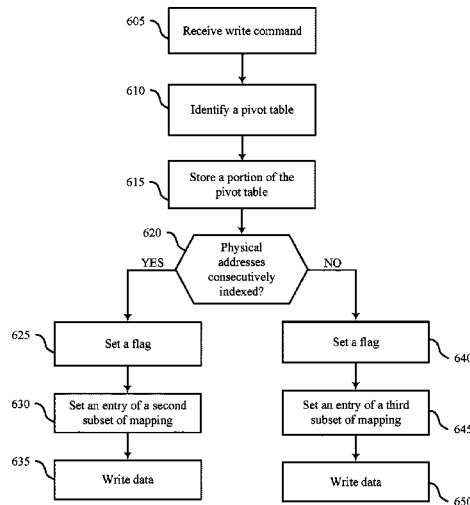 605
Receive write command
610
Identify a pivot table
615
Store a portion of the
pivot table
620
Physical
addresses
consecutively
indexed?
YES
NO
625
Set a flag
Set a flag
640
630
Set an entry of a second
subset of mapping
Set an entry of a third
subset of mapping
645
635
Write data
Write data
650